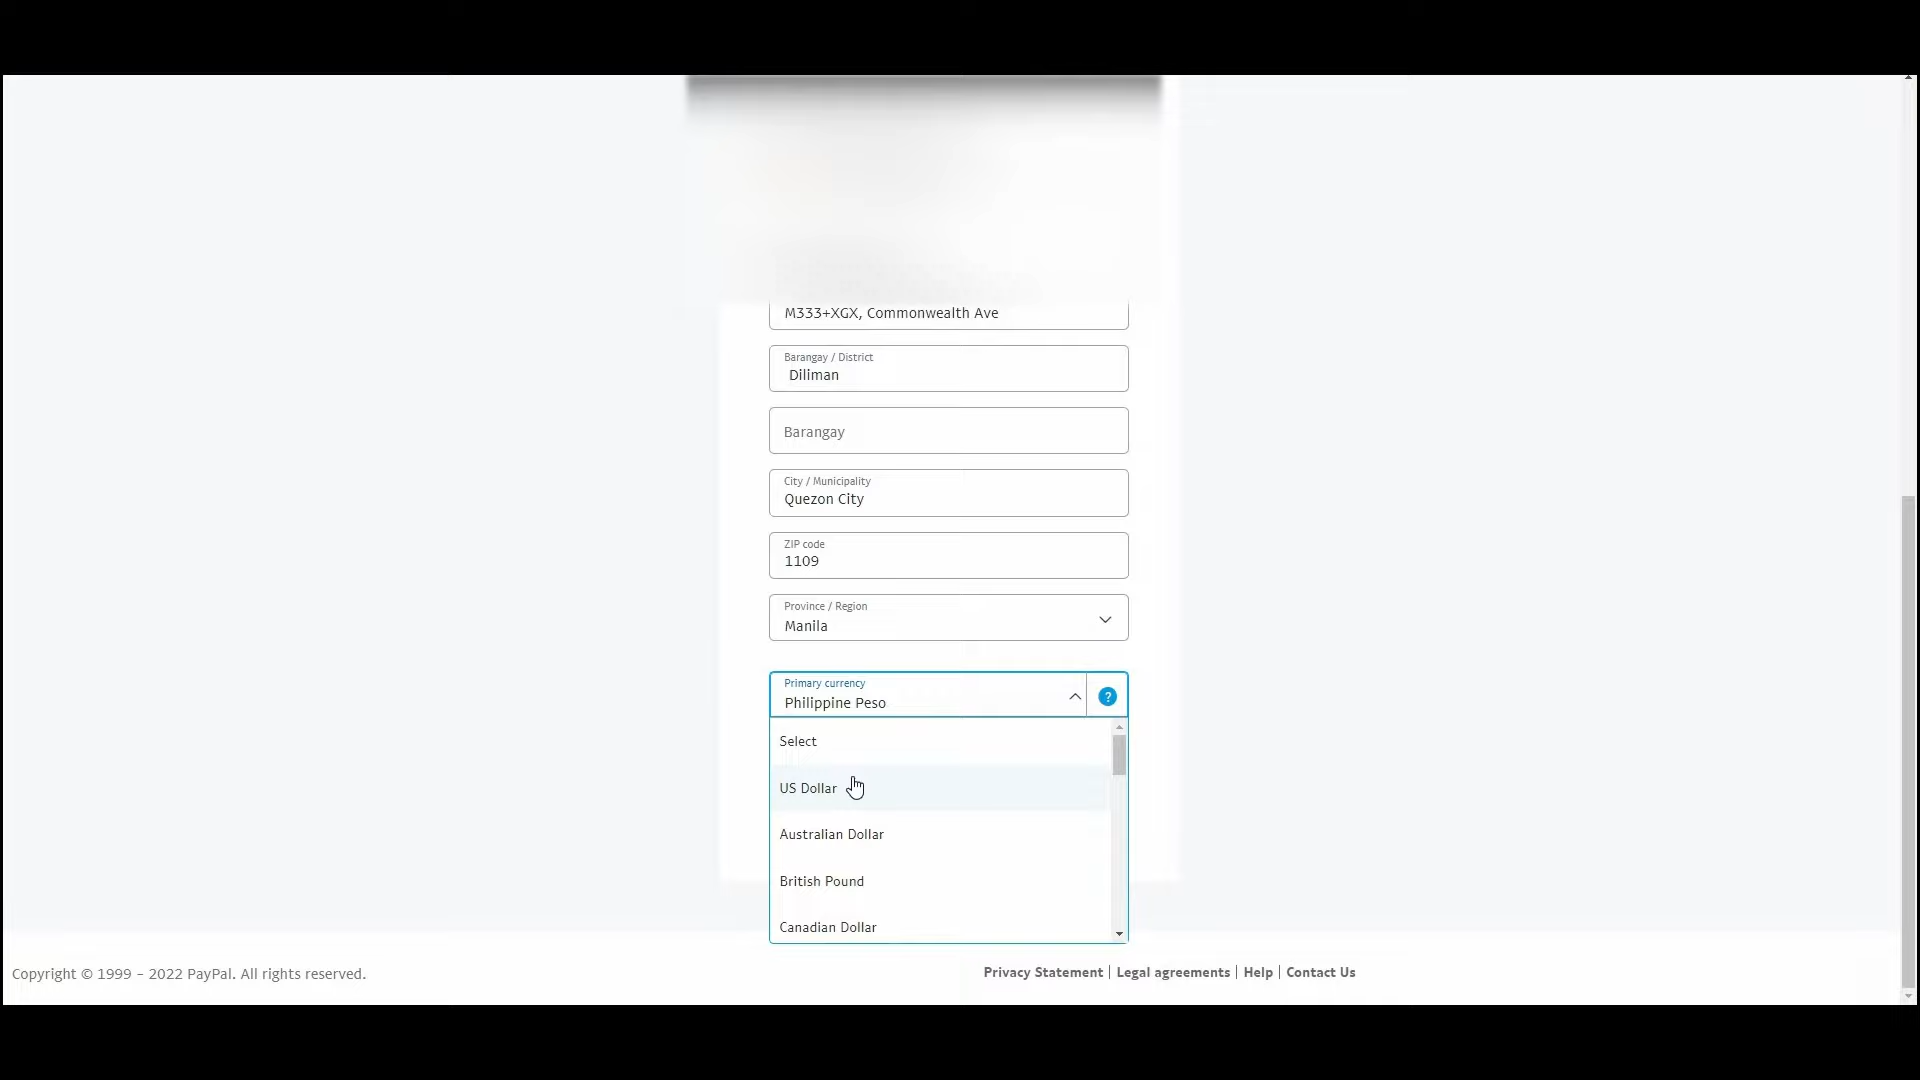 M333+XGX, Commonwealth Ave
Barangay / District
Diliman
Barangay
City / Municipality
Quezon City
ZIP code
1109
Province / Region
Manila
Primary currency
Philippine Peso
?
Select
US Dollar
Australian Dollar
British Pound
Canadian Dollar
Copyright © 1999 - 2022 PayPal. All rights reserved.
Privacy Statement | Legal agreements | Help | Contact Us